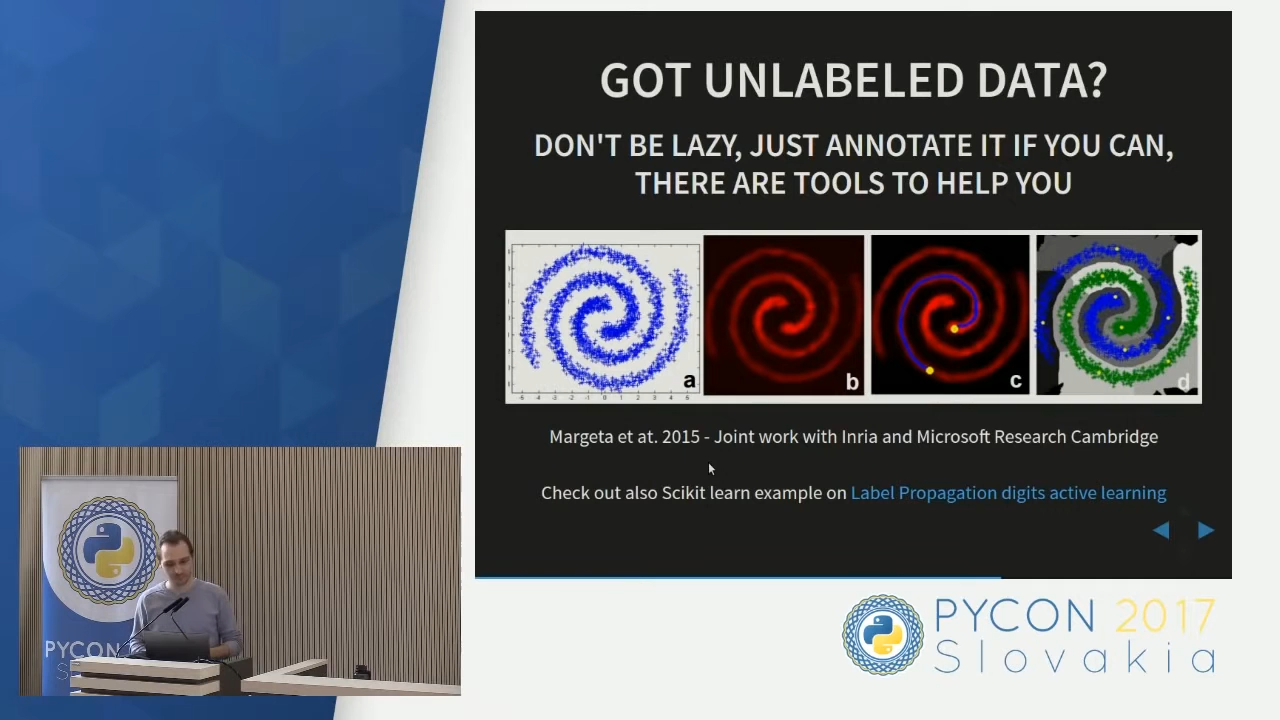 GOT UNLABELED DATA?
DON'T BE LAZY, JUST ANNOTATE IT IF YOU CAN,
THERE ARE TOOLS TO HELP YOU
a
b
c
d
Margeta et at. 2015 - Joint work with Inria and Microsoft Research Cambridge
Check out also Scikit learn example on Label Propagation digits active learning
PYCON
PYCON 2017
Slovakia